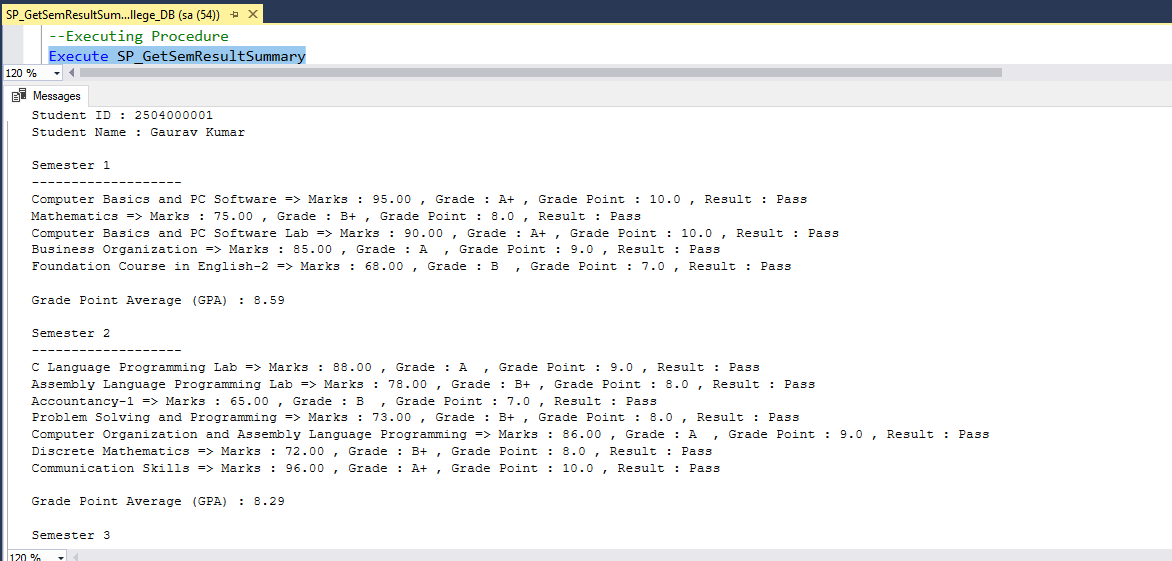 SP_GetSemResultSum...llege_DB (sa (54))
--Executing Procedure
Execute SP_GetSemResultSummary
120 %
Messages
Student ID : 2504000001
Student Name : Gaurav Kumar
Semester 1
-------------------
Computer Basics and PC Software => Marks : 95.00 , Grade : A+ , Grade Point : 10.0 , Result : Pass
Mathematics => Marks : 75.00 , Grade : B+ , Grade Point : 8.0 , Result : Pass
Computer Basics and PC Software Lab => Marks : 90.00 , Grade : A+ , Grade Point : 10.0 , Result : Pass
Business Organization => Marks : 85.00 , Grade : A  , Grade Point : 9.0 , Result : Pass
Foundation Course in English-2 => Marks : 68.00 , Grade : B  , Grade Point : 7.0 , Result : Pass
Grade Point Average (GPA) : 8.59
Semester 2
-------------------
C Language Programming Lab => Marks : 88.00 , Grade : A  , Grade Point : 9.0 , Result : Pass
Assembly Language Programming Lab => Marks : 78.00 , Grade : B+ , Grade Point : 8.0 , Result : Pass
Accountancy-1 => Marks : 65.00 , Grade : B  , Grade Point : 7.0 , Result : Pass
Problem Solving and Programming => Marks : 73.00 , Grade : B+ , Grade Point : 8.0 , Result : Pass
Computer Organization and Assembly Language Programming => Marks : 86.00 , Grade : A  , Grade Point : 9.0 , Result : Pass
Discrete Mathematics => Marks : 72.00 , Grade : B+ , Grade Point : 8.0 , Result : Pass
Communication Skills => Marks : 96.00 , Grade : A+ , Grade Point : 10.0 , Result : Pass
Grade Point Average (GPA) : 8.29
Semester 3
120 %